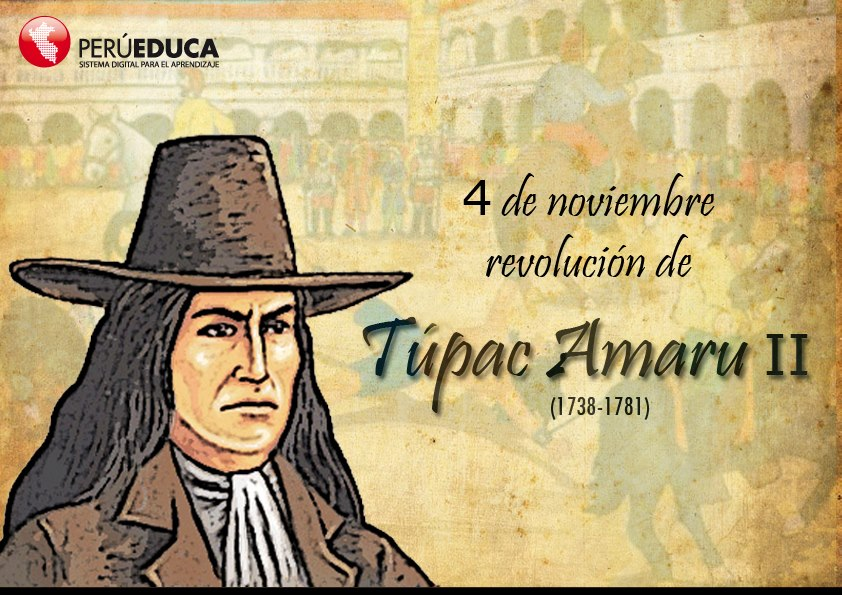 PERÚEDUCA
SISTEMA DIGITAL PARA EL APRENDIZAJE
4 de noviembre
revolución de
Túpac Amaru II
(1738-1781)